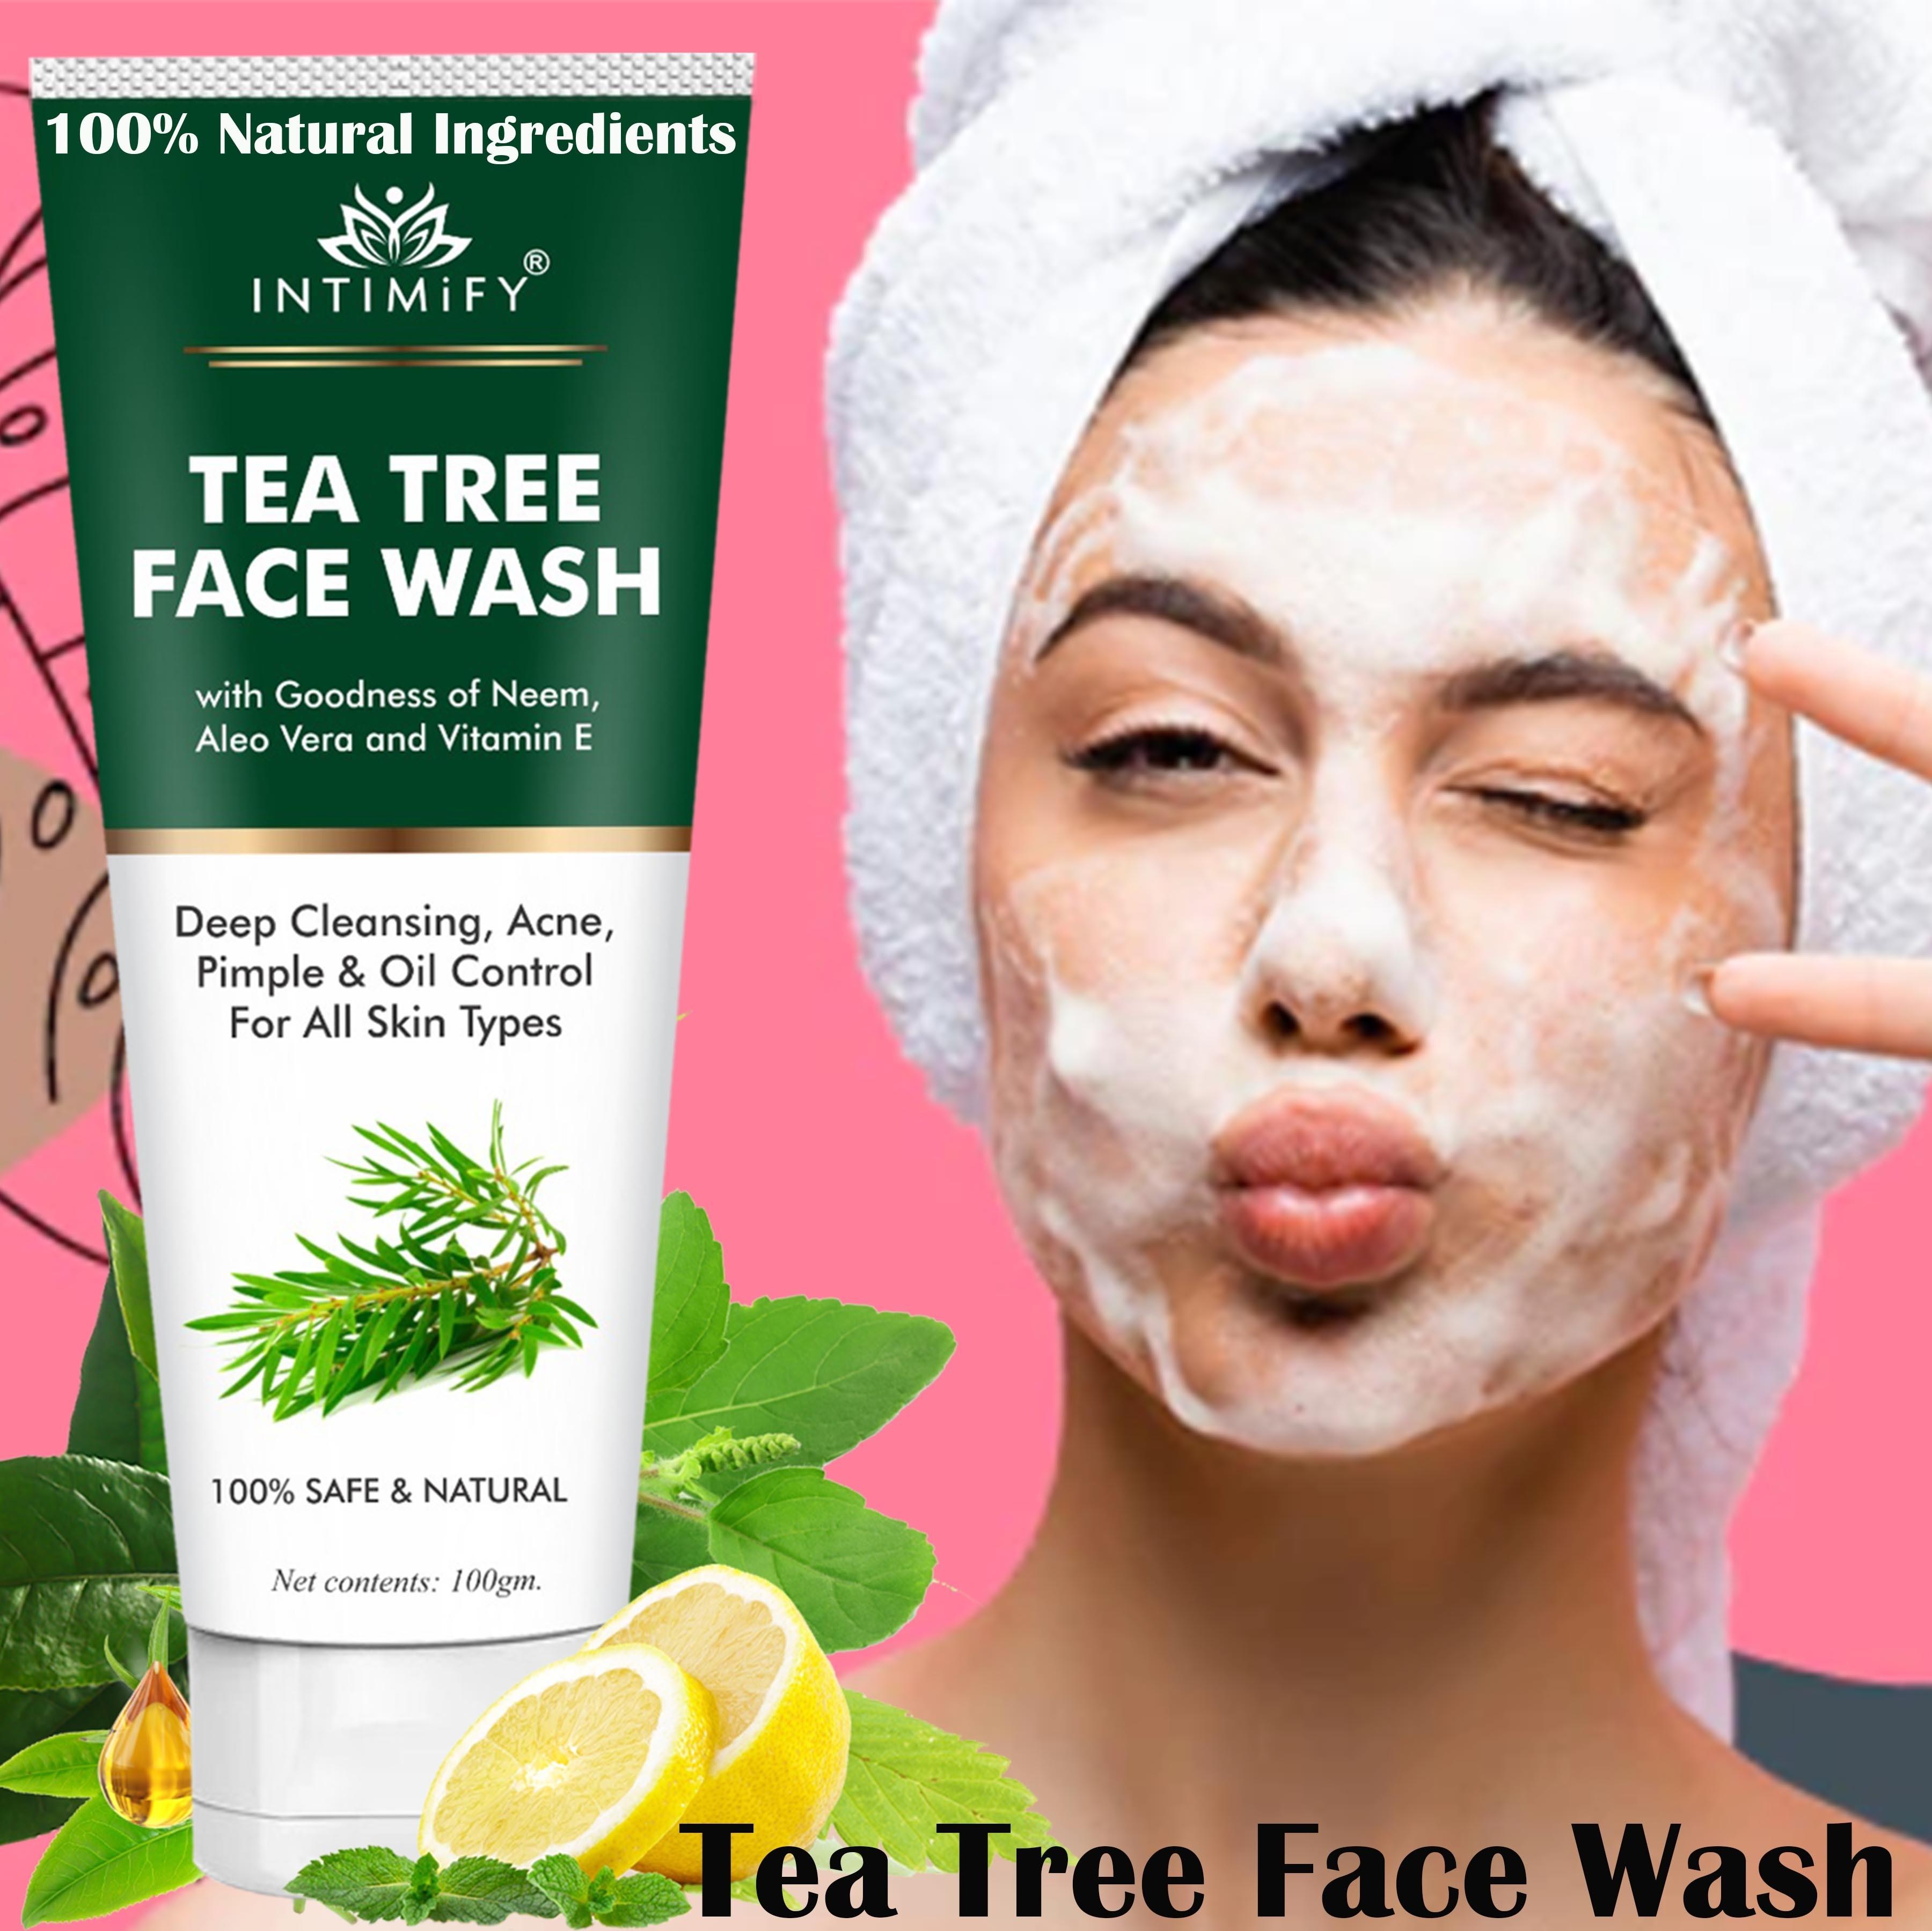 100% Natural Ingredients
INTIMiFY®
TEA TREE
FACE WASH
with Goodness of Neem,
Aleo Vera and Vitamin E
Deep Cleansing, Acne,
Pimple & Oil Control
For All Skin Types
100% SAFE & NATURAL
Net contents: 100gm.
Tea Tree Face Wash